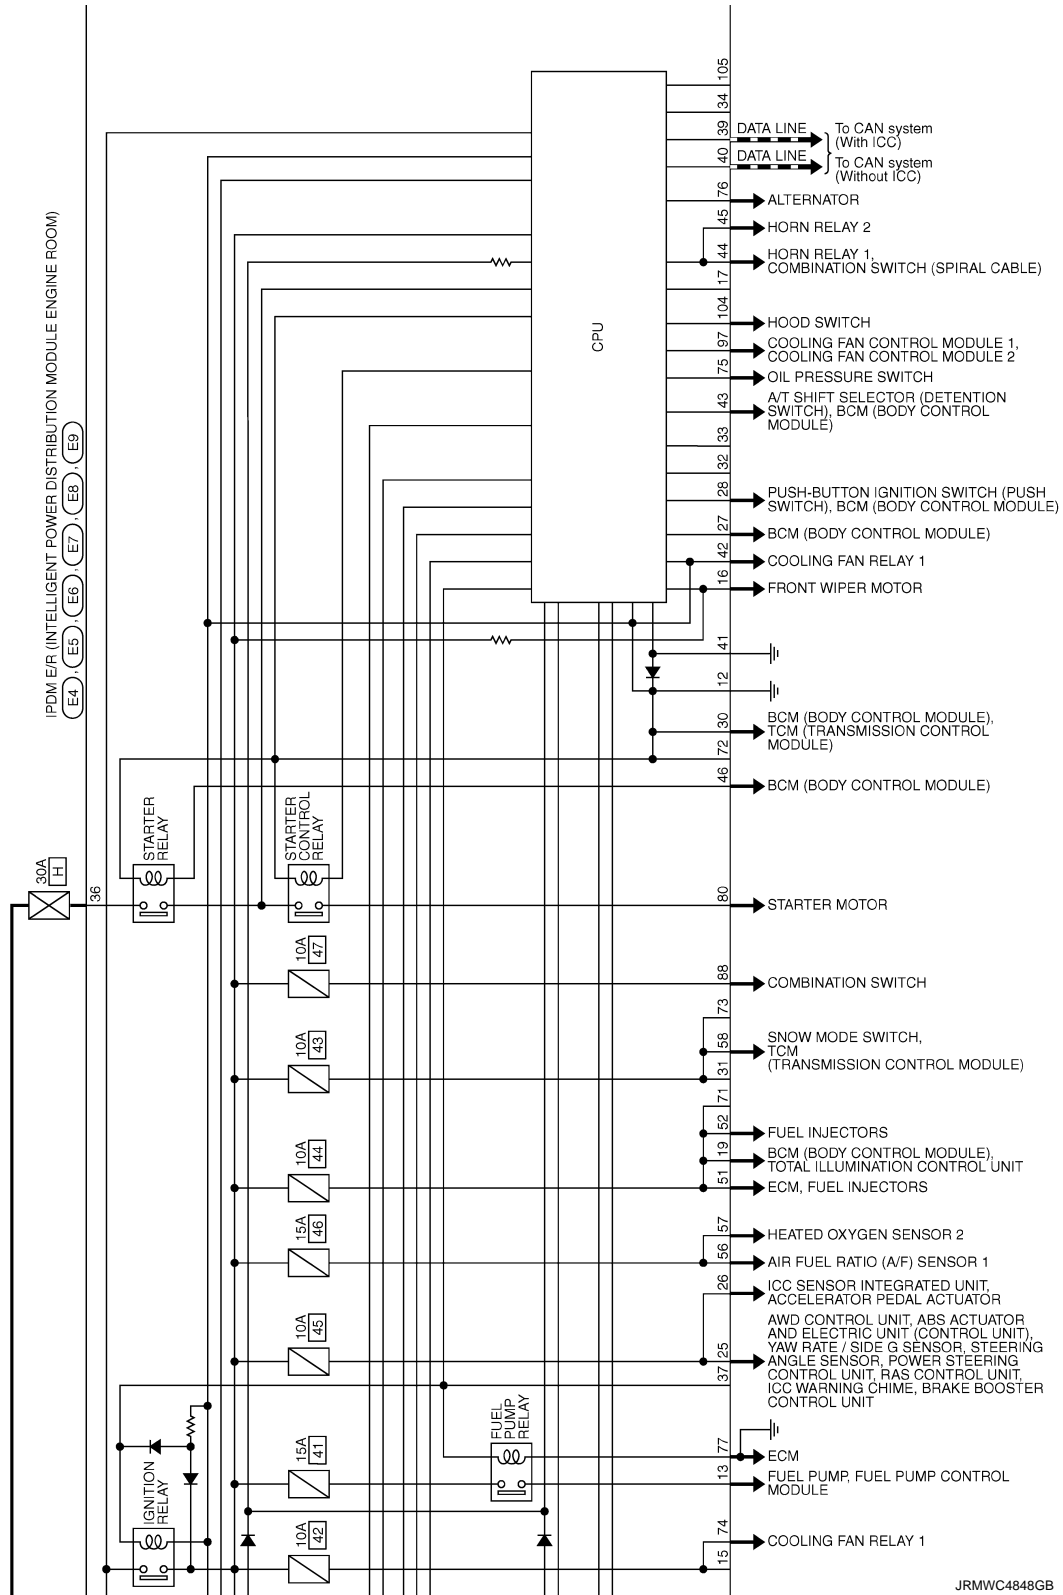 105
34
39
DATA LINE
To CAN system
(With ICC)
40
DATA LINE
To CAN system
(Without ICC)
76
ALTERNATOR
45
HORN RELAY 2
44
HORN RELAY 1,
COMBINATION SWITCH (SPIRAL CABLE)
17
104
HOOD SWITCH
97
COOLING FAN CONTROL MODULE 1,
COOLING FAN CONTROL MODULE 2
75
OIL PRESSURE SWITCH
43
A/T SHIFT SELECTOR (DETENTION
SWITCH), BCM (BODY CONTROL
MODULE)
33
32
28
PUSH-BUTTON IGNITION SWITCH (PUSH
SWITCH), BCM (BODY CONTROL MODULE)
27
BCM (BODY CONTROL MODULE)
42
COOLING FAN RELAY 1
16
FRONT WIPER MOTOR
CPU
IPDM E/R (INTELLIGENT POWER DISTRIBUTION MODULE ENGINE ROOM)
E4 , E5 , E6 , E7 , E8 , E9
41
12
30
BCM (BODY CONTROL MODULE),
TCM (TRANSMISSION CONTROL
MODULE)
72
46
BCM (BODY CONTROL MODULE)
STARTER
RELAY
STARTER
CONTROL
RELAY
30A
H
36
80
STARTER MOTOR
10A
47
88
COMBINATION SWITCH
10A
43
73
58
31
SNOW MODE SWITCH,
TCM
(TRANSMISSION CONTROL MODULE)
10A
44
71
52
FUEL INJECTORS
19
BCM (BODY CONTROL MODULE),
TOTAL ILLUMINATION CONTROL UNIT
51
ECM, FUEL INJECTORS
15A
46
57
HEATED OXYGEN SENSOR 2
56
AIR FUEL RATIO (A/F) SENSOR 1
26
ICC SENSOR INTEGRATED UNIT,
ACCELERATOR PEDAL ACTUATOR
10A
45
25
AWD CONTROL UNIT, ABS ACTUATOR
AND ELECTRIC UNIT (CONTROL UNIT),
YAW RATE / SIDE G SENSOR, STEERING
ANGLE SENSOR, POWER STEERING
CONTROL UNIT, RAS CONTROL UNIT,
ICC WARNING CHIME, BRAKE BOOSTER
CONTROL UNIT
37
FUEL
PUMP
RELAY
15A
41
77
ECM
13
FUEL PUMP, FUEL PUMP CONTROL
MODULE
IGNITION
RELAY
10A
42
74
COOLING FAN RELAY 1
15
JRMWC4848GB